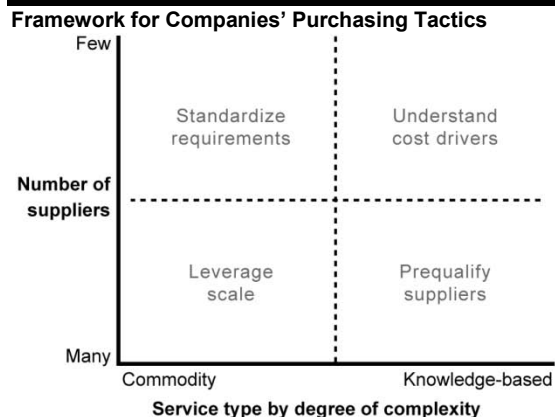 Framework for Companies’ Purchasing Tactics
Few
Standardize
requirements
Understand
cost drivers
Number of
suppliers
Leverage
scale
Prequalify
suppliers
Many
Commodity
Knowledge-based
Service type by degree of complexity